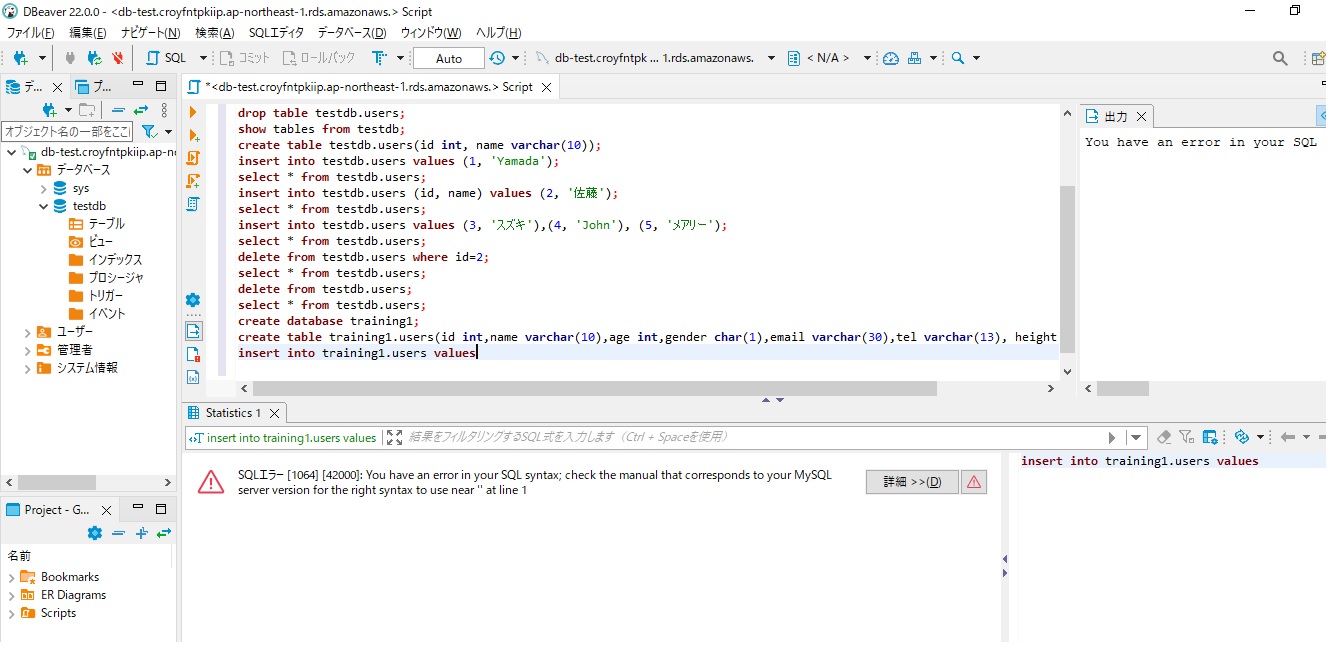 DBeaver 22.0.0 - <db-test.croyfntpkiip.ap-northeast-1.rds.amazonaws.> Script
ファイル(F) 編集(E) ナビゲート(N) 検索(A) SQLエディタ データベース(D) ウィンドウ(W) ヘルプ(H)
SQL コミット ロールバック Auto db-test.croyfntpk ... 1.rds.amazonaws. < N/A >
デ... プ...
オブジェクト名の一部をここに
db-test.croyfntpkiip.ap-n
データベース
sys
testdb
テーブル
ビュー
インデックス
プロシージャ
トリガー
イベント
ユーザー
管理者
システム情報
Project - G...
名前
Bookmarks
ER Diagrams
Scripts
*<db-test.croyfntpkiip.ap-northeast-1.rds.amazonaws.> Script
drop table testdb.users;
show tables from testdb;
create table testdb.users(id int, name varchar(10));
insert into testdb.users values (1, 'Yamada');
select * from testdb.users;
insert into testdb.users (id, name) values (2, '佐藤');
select * from testdb.users;
insert into testdb.users values (3, 'スズキ'),(4, 'John'), (5, 'メアリー');
select * from testdb.users;
delete from testdb.users where id=2;
select * from testdb.users;
delete from testdb.users;
select * from testdb.users;
create database training1;
create table training1.users(id int,name varchar(10),age int,gender char(1),email varchar(30),tel varchar(13), height
insert into training1.users values
出力
You have an error in your SQL
Statistics 1
insert into training1.users values 結果をフィルタリングするSQL式を入力します（Ctrl + Spaceを使用）
SQLエラー [1064] [42000]: You have an error in your SQL syntax; check the manual that corresponds to your MySQL
server version for the right syntax to use near '' at line 1
詳細 >>(D)
insert into training1.users values